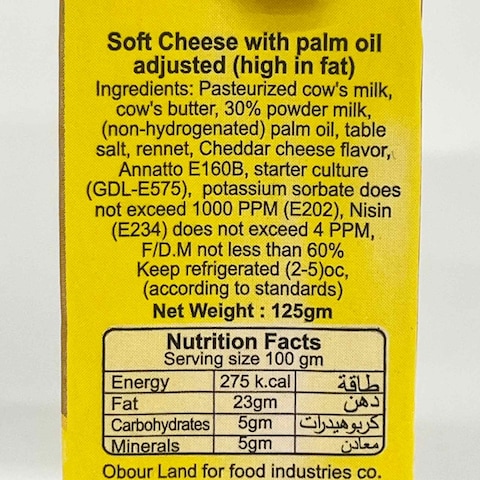 Soft Cheese with palm oil
adjusted (high in fat)
Ingredients: Pasteurized cow's milk,
cow's butter, 30% powder milk,
(non-hydrogenated) palm oil, table
salt, rennet, Cheddar cheese flavor,
Annatto E160B, starter culture
(GDL-E575), potassium sorbate does
not exceed 1000 PPM (E202), Nisin
(E234) does not exceed 4 PPM,
F/D.M not less than 60%
Keep refrigerated (2-5)oc,
(according to standards)
Net Weight : 125gm
Nutrition Facts
Serving size 100 gm
Energy 275 k.cal طاقة
Fat 23gm دهن
Carbohydrates 5gm كربوهيدرات
Minerals 5gm معادن
Obour Land for food industries co.